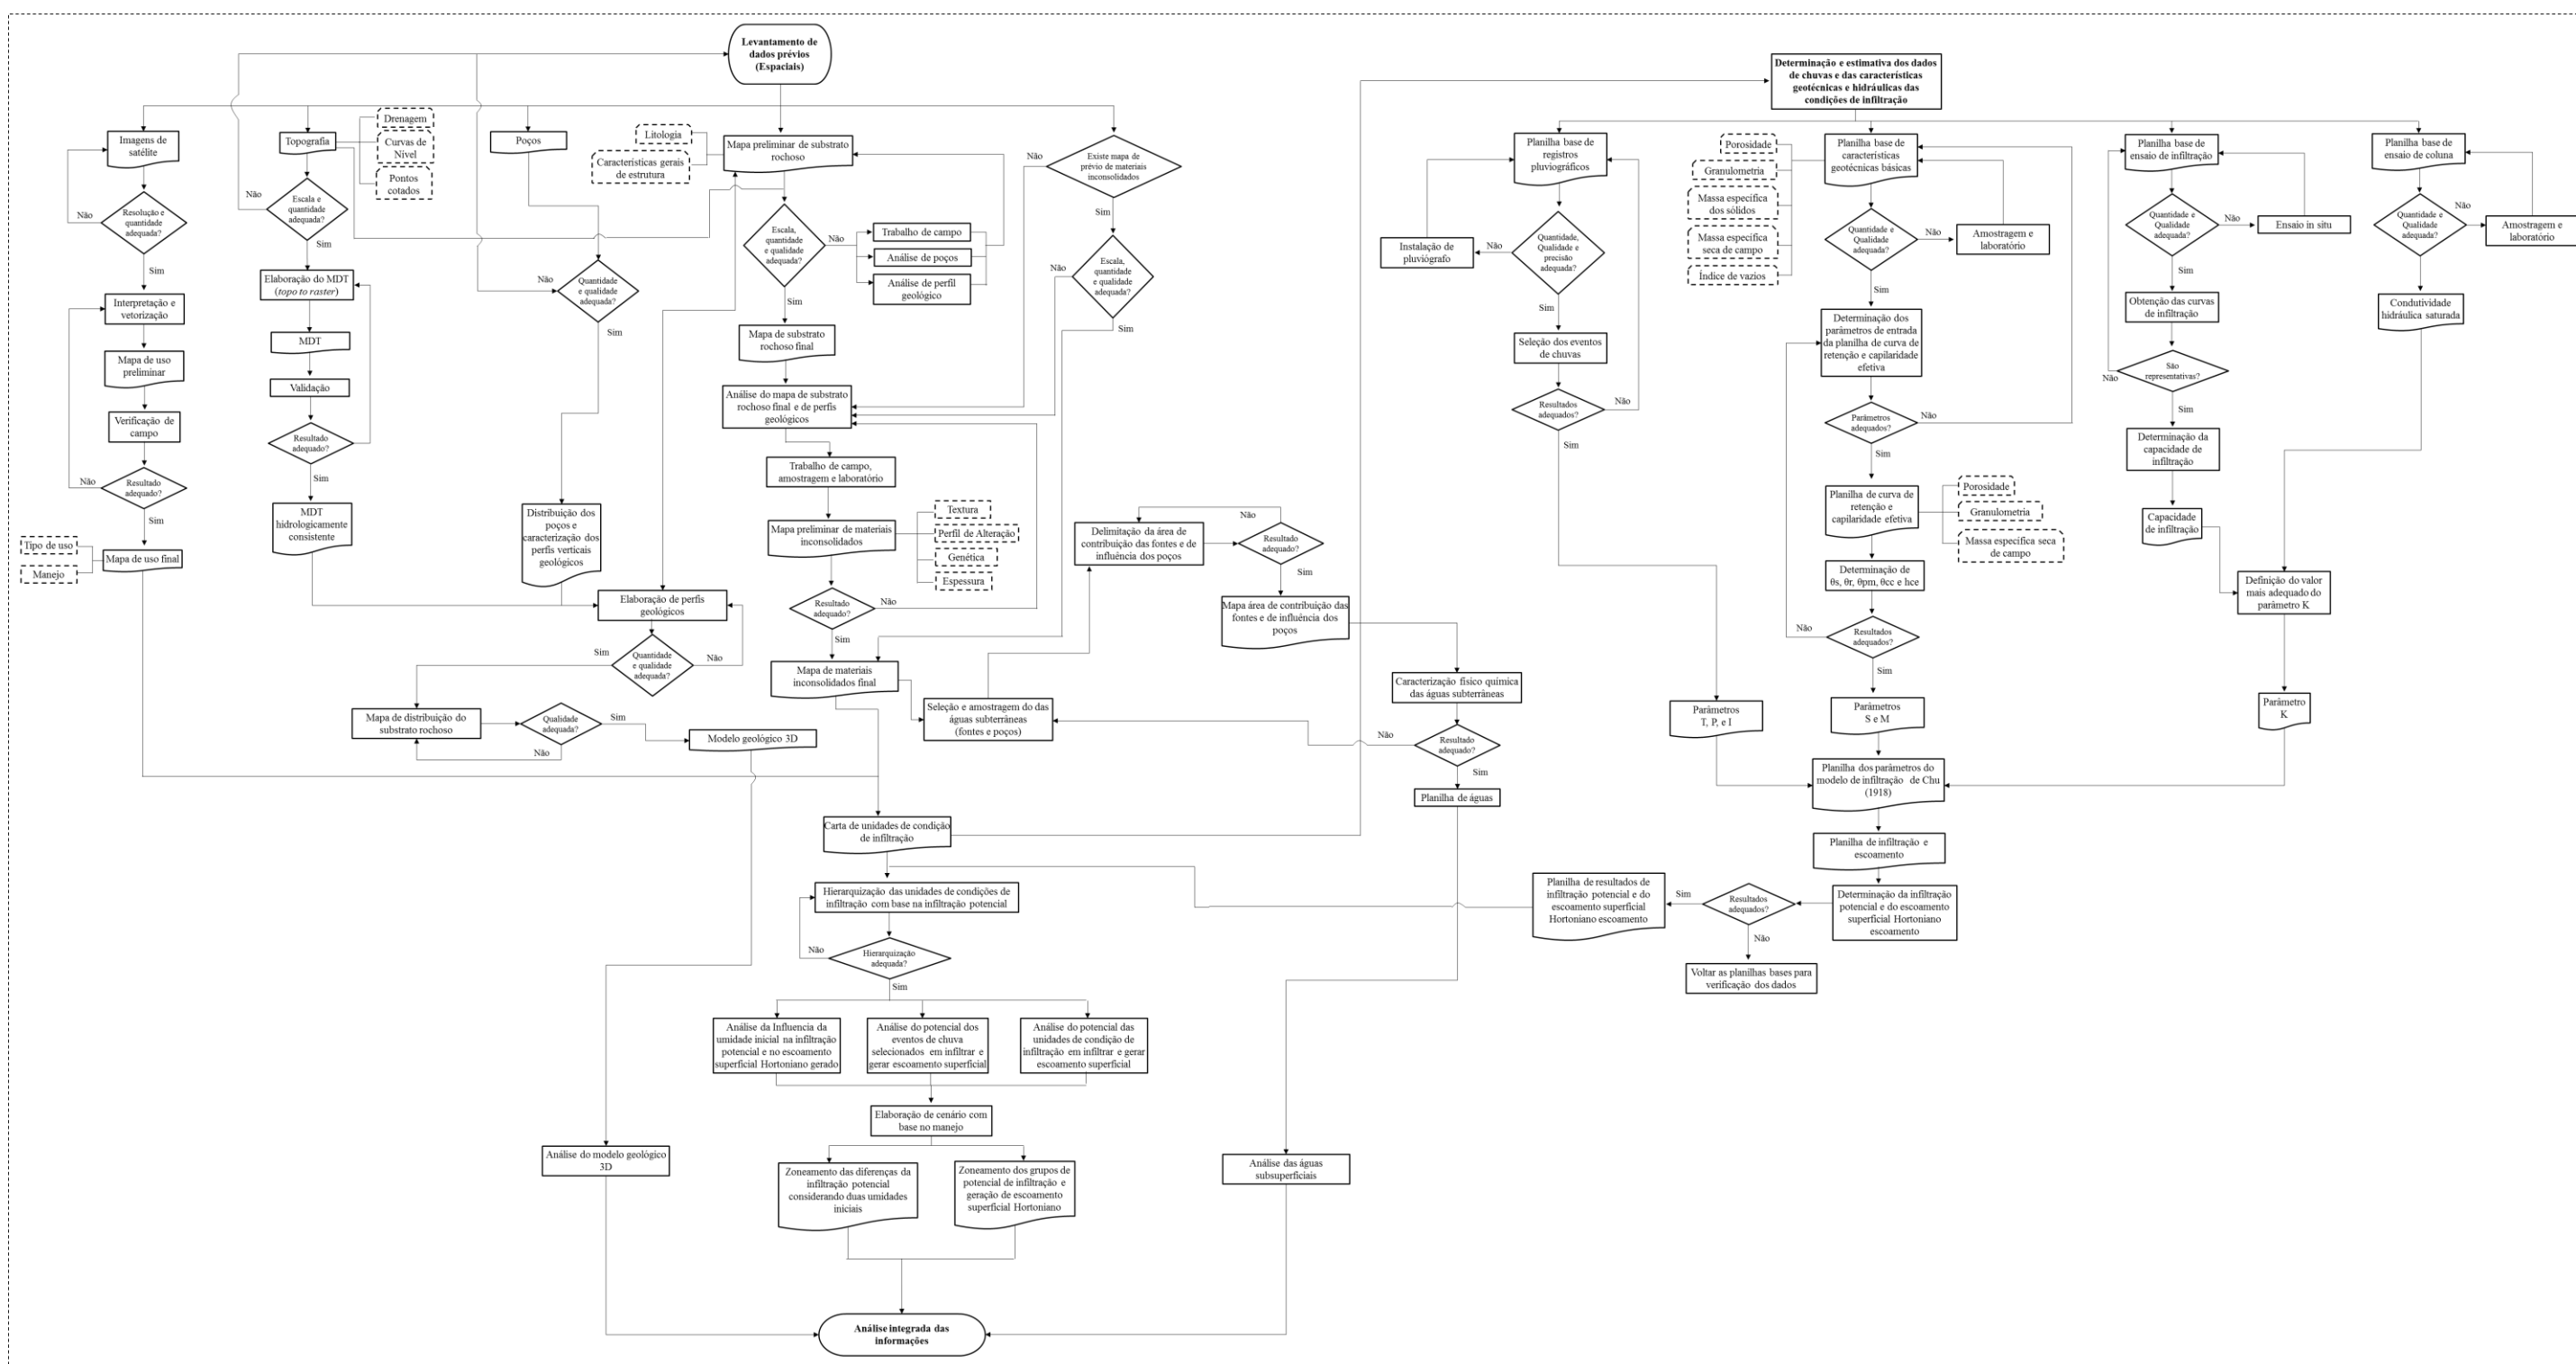 Levantamento de
dados prévios
(Espaciais)
Imagens de
satélite
Não
Resolução e
quantidade
adequada?
Sim
Interpretação e
vetorização
Mapa de uso
preliminar
Verificação de
campo
Não
Resultado
adequado?
Sim
Tipo de uso
Manejo
Mapa de uso final
Topografia
Drenagem
Curvas de
Nível
Pontos
cotados
Não
Escala e
quantidade
adequada?
Sim
Elaboração do MDT
(topo to raster)
MDT
Validação
Resultado
adequado?
Sim
MDT
hidrologicamente
consistente
Poços
Não
Quantidade
e qualidade
adequada?
Sim
Distribuição dos
poços e
caracterização dos
perfis verticais
geológicos
Elaboração de perfis
geológicos
Sim
Quantidade
e qualidade
adequada?
Não
Mapa de distribuição do
substrato rochoso
Qualidade
adequada?
Sim
Não
Modelo geológico 3D
Litologia
Características gerais
de estrutura
Mapa preliminar de substrato
rochoso
Escala,
quantidade
e qualidade
adequada?
Não
Trabalho de campo
Análise de poços
Análise de perfil
geológico
Sim
Mapa de substrato
rochoso final
Análise do mapa de substrato
rochoso final e de perfis
geológicos
Trabalho de campo,
amostragem e laboratório
Mapa preliminar de materiais
inconsolidados
Textura
Perfil de Alteração
Genética
Espessura
Resultado
adequado?
Não
Sim
Mapa de materiais
inconsolidados final
Não
Existe mapa de
prévio de materiais
inconsolidados
Sim
Não
Escala,
quantidade
e qualidade
adequada?
Sim
Delimitação da área de
contribuição das fontes e de
influência dos poços
Não
Resultado
adequado?
Sim
Mapa área de contribuição das
fontes e de influência dos
poços
Seleção e amostragem do das
águas subterrâneas
(fontes e poços)
Caracterização físico química
das águas subterrâneas
Não
Resultado
adequado?
Sim
Planilha de águas
Carta de unidades de condição
de infiltração
Hierarquização das unidades de condições de
infiltração com base na infiltração potencial
Não
Hierarquização
adequada?
Sim
Análise da Influencia da
umidade inicial na infiltração
potencial e no escoamento
superficial Hortoniano gerado
Análise do potencial dos
eventos de chuva
selecionados em infiltrar e
gerar escoamento superficial
Análise do potencial das
unidades de condição de
infiltração em infiltrar e gerar
escoamento superficial
Elaboração de cenário com
base no manejo
Análise do modelo geológico
3D
Zoneamento das diferenças da
infiltração potencial
considerando duas umidades
iniciais
Zoneamento dos grupos de
potencial de infiltração e
geração de escoamento
superficial Hortoniano
Análise das águas
subsuperficiais
Análise integrada das
informações
Determinação e estimativa dos dados
de chuvas e das características
geotécnicas e hidráulicas das
condições de infiltração
Planilha base de
registros
pluviográficos
Instalação de
pluviógrafo
Não
Quantidade,
Qualidade e
precisão
adequada?
Sim
Seleção dos eventos
de chuvas
Resultados
adequados?
Não
Sim
Parâmetros
T, P, e I
Porosidade
Granulometria
Massa específica
dos sólidos
Massa específica
seca de campo
Índice de vazios
Planilha base de
características
geotécnicas básicas
Quantidade e
Qualidade
adequada?
Não
Amostragem e
laboratório
Sim
Determinação dos
parâmetros de entrada
da planilha de curva de
retenção e capilaridade
efetiva
Parâmetros
adequados?
Não
Sim
Planilha de curva de
retenção e
capilaridade efetiva
Porosidade
Granulometria
Massa específica seca
de campo
Determinação de
θs, θr, θpm, θcc e hce
Não
Resultados
adequados?
Sim
Parâmetros
S e M
Planilha base de
ensaio de infiltração
Quantidade e
Qualidade
adequada?
Não
Ensaio in situ
Sim
Obtenção das curvas
de infiltração
São
representativas?
Não
Sim
Determinação da
capacidade de
infiltração
Capacidade
de infiltração
Planilha base de
ensaio de coluna
Quantidade e
Qualidade
adequada?
Não
Amostragem e
laboratório
Sim
Condutividade
hidráulica saturada
Definição do valor
mais adequado do
parâmetro K
Parâmetro
K
Planilha dos parâmetros do
modelo de infiltração de Chu
(1918)
Planilha de infiltração e
escoamento
Determinação da infiltração
potencial e do escoamento
superficial Hortoniano
escoamento
Resultados
adequados?
Sim
Não
Voltar as planilhas bases para
verificação dos dados
Planilha de resultados de
infiltração potencial e do
escoamento superficial
Hortoniano escoamento